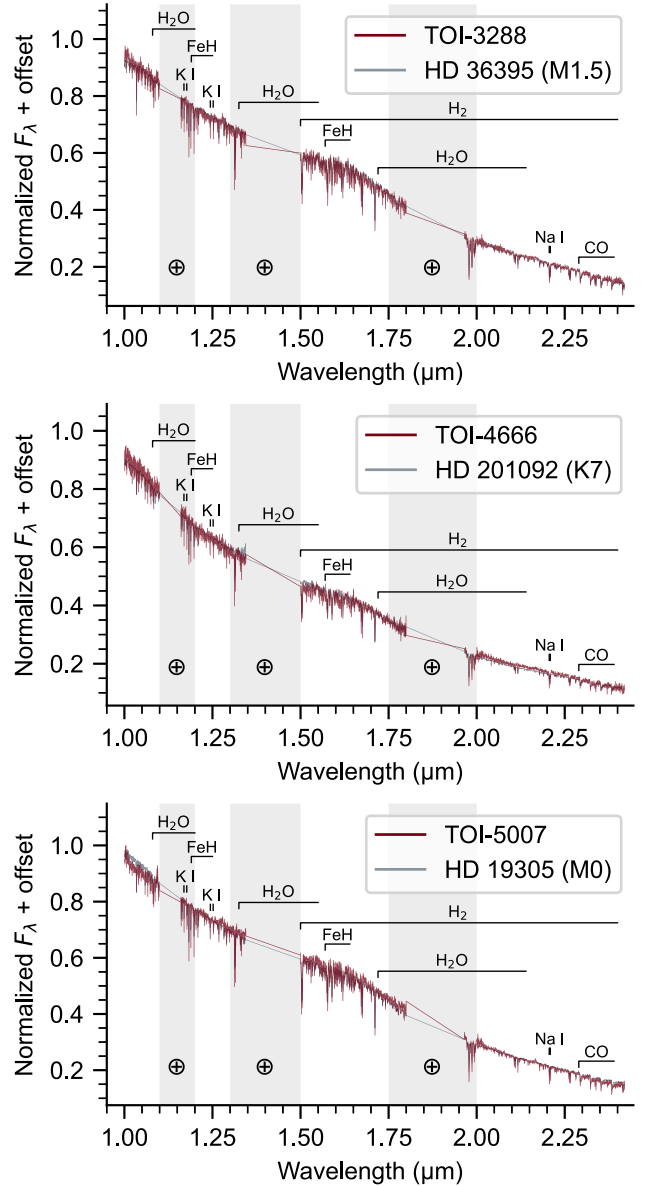 TOI-3288
HD 36395 (M1.5)
H₂O
FeH
K I
K I
H₂O
H₂
FeH
H₂O
Na I
CO
⊕ ⊕ ⊕
1.0
0.8
0.6
0.4
0.2
Normalized Fλ + offset
1.00 1.25 1.50 1.75 2.00 2.25
Wavelength (μm)
TOI-4666
HD 201092 (K7)
H₂O
FeH
K I
K I
H₂O
H₂
FeH
H₂O
Na I
CO
⊕ ⊕ ⊕
1.0
0.8
0.6
0.4
0.2
Normalized Fλ + offset
1.00 1.25 1.50 1.75 2.00 2.25
Wavelength (μm)
TOI-5007
HD 19305 (M0)
H₂O
FeH
K I
K I
H₂O
H₂
FeH
H₂O
Na I
CO
⊕ ⊕ ⊕
1.0
0.8
0.6
0.4
0.2
Normalized Fλ + offset
1.00 1.25 1.50 1.75 2.00 2.25
Wavelength (μm)